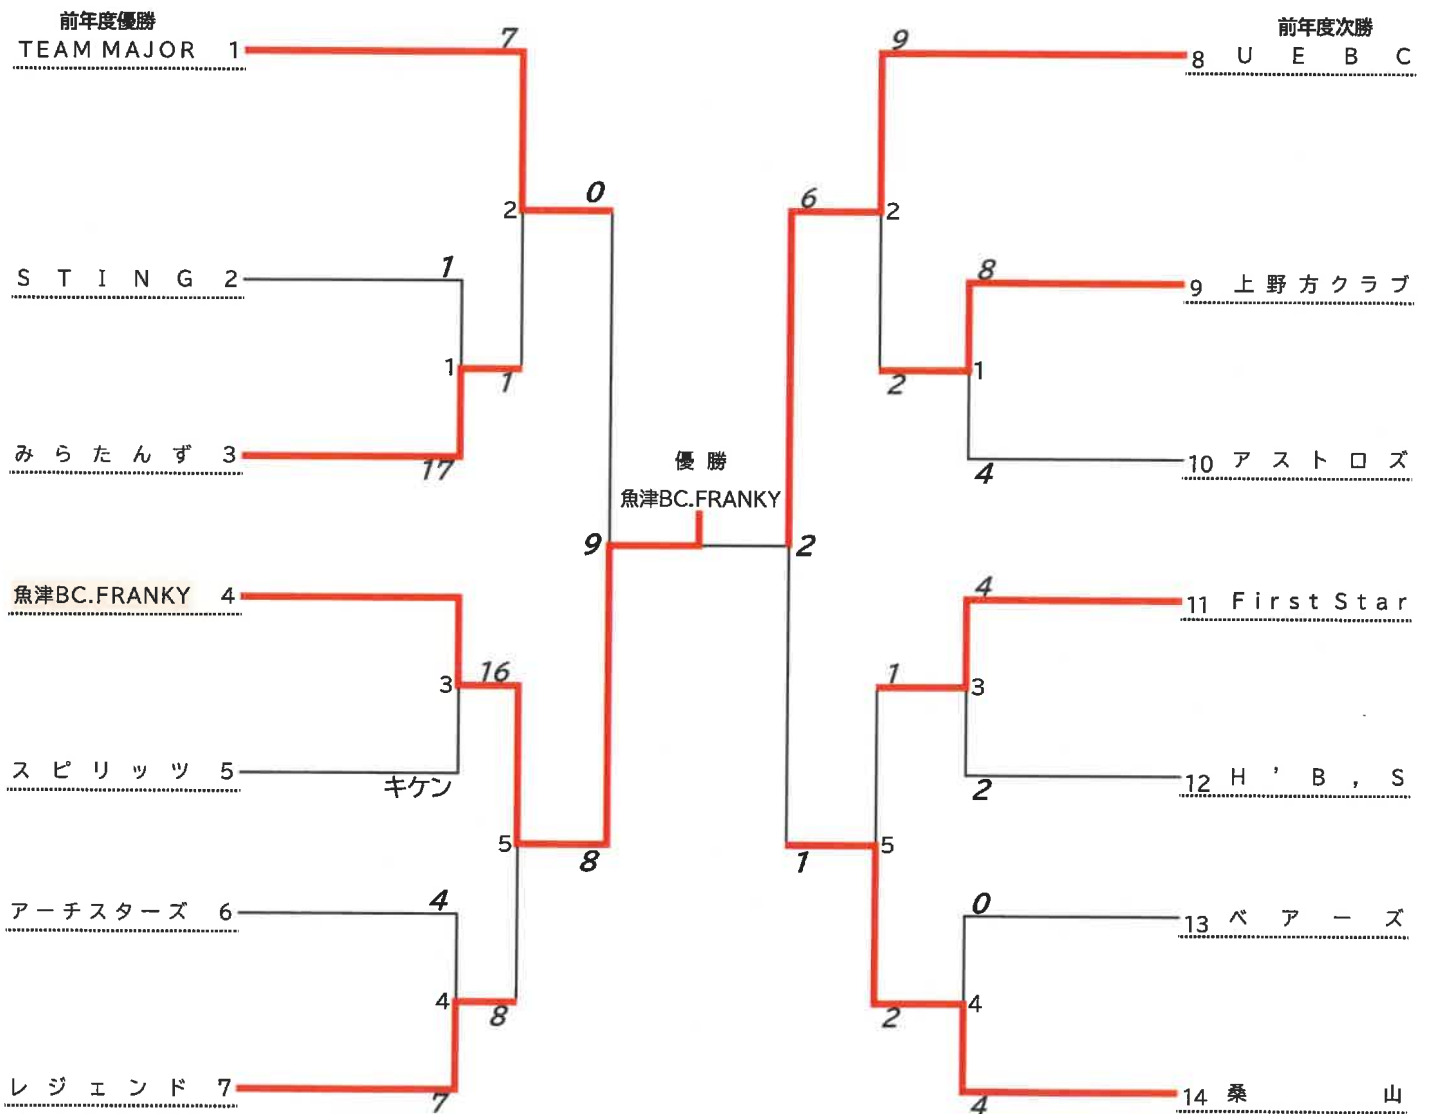 前年度優勝
TEAM MAJOR 1
7
9
前年度次勝
8 UEBC
0
2
6
2
STING 2
1
8
9 上野方クラブ
1
1
2
1
みらたんず 3
17
4
10 アストロズ
優勝
魚津BC.FRANKY
9
2
魚津BC.FRANKY 4
4
11 First Star
3
16
1
3
スピリッツ 5
キケン
2
12 H'B,S
5
8
1
5
アーチスターズ 6
4
0
13 ベアーズ
4
8
2
4
レジェンド 7
7
4
14 桑山